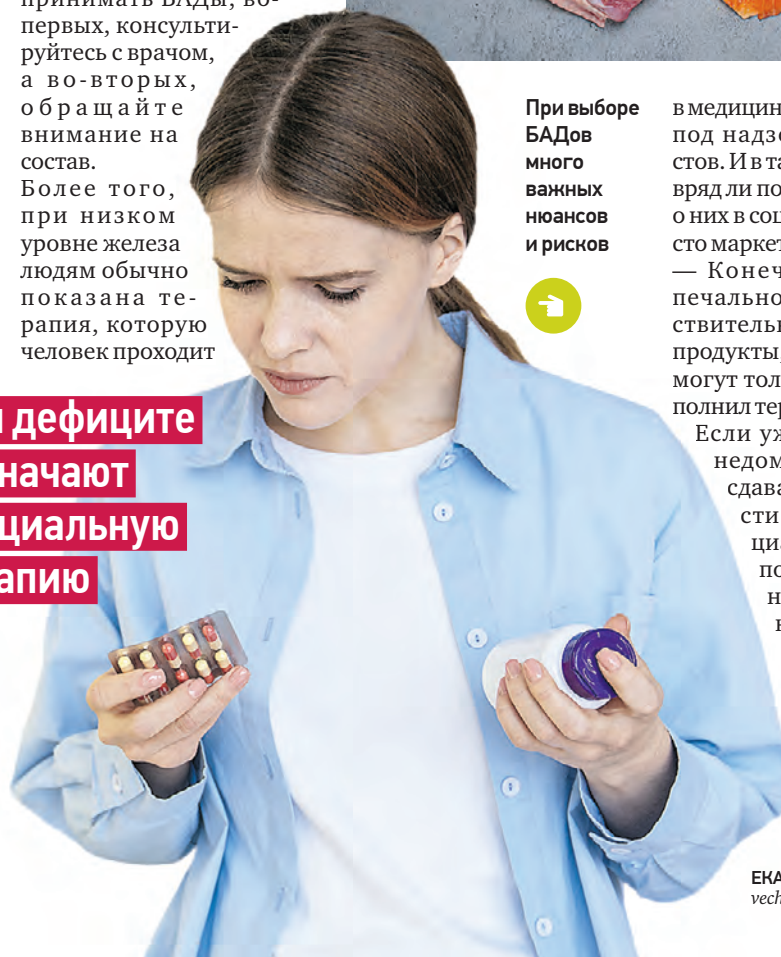 принимать БАДы, во-
первых, консульти-
руйтесь с врачом,
а во-вторых,
обращайте
внимание на
состав.
Более того,
при низком
уровне железа
людям обычно
показана те-
рапия, которую
человек проходит
дефиците
начают
циальную
апию
При выборе
БАДов
много
важных
нюансов
и рисков
в медицин
под надзо
стов. И в та
вряд ли по
о них в соц
сто маркет
— Конеч
печально
ствительн
продукты,
могут тол
полнил тер
Если уж
недом
сдава
сти
ци
по
н
ЕКА
vech